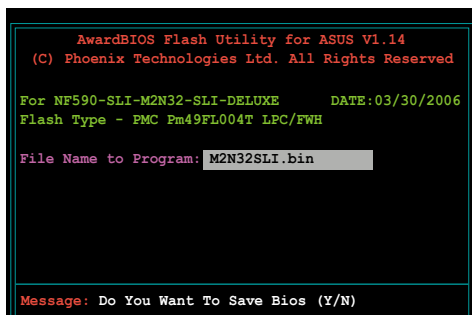 AwardBIOS Flash Utility for ASUS V1.14
(C) Phoenix Technologies Ltd. All Rights Reserved
For NF590-SLI-M2N32-SLI-DELUXE DATE:03/30/2006
Flash Type - PMC Pm49FL004T LPC/FWH
File Name to Program: M2N32SLI.bin
Message: Do You Want To Save Bios (Y/N)